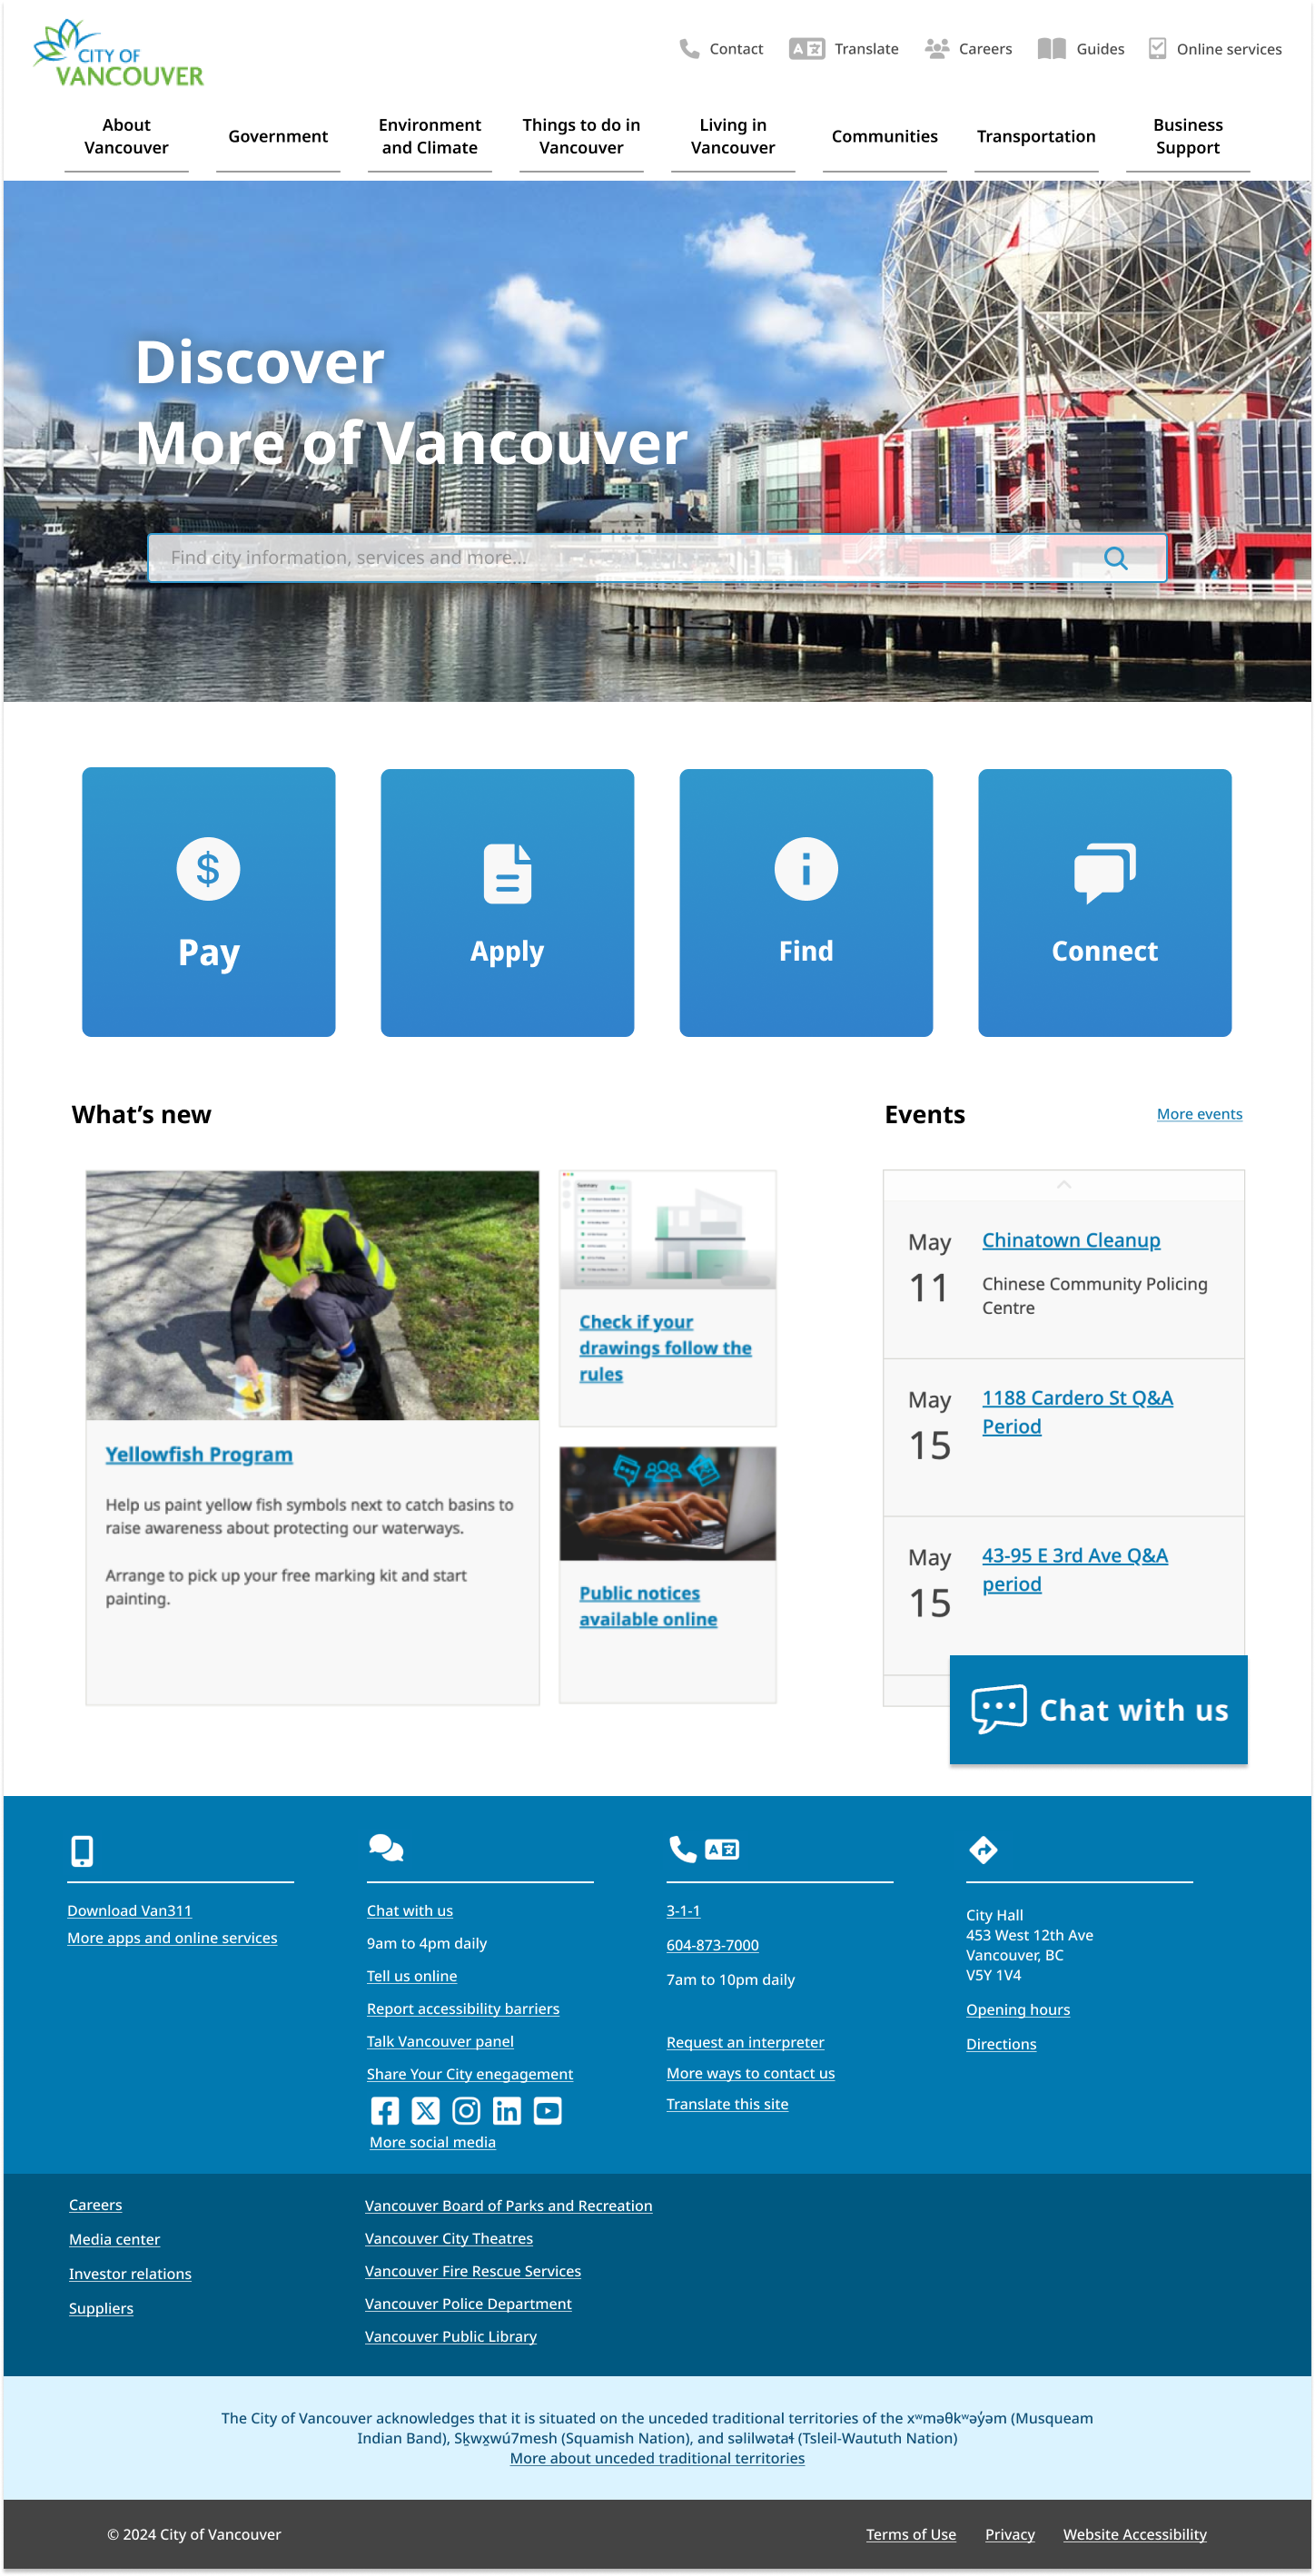 CITY OF
VANCOUVER
Contact
Translate
Careers
Guides
Online services
About
Vancouver
Government
Environment
and Climate
Things to do in
Vancouver
Living in
Vancouver
Communities
Transportation
Business
Support
Discover
More of Vancouver
Find city information, services and more...
Pay
Apply
Find
Connect
What's new
Yellowfish Program
Help us paint yellow fish symbols next to catch basins to
raise awareness about protecting our waterways.
Arrange to pick up your free marking kit and start
painting.
Summary
Check if your
drawings follow the
rules
Public notices
available online
Events
More events
May
11
Chinatown Cleanup
Chinese Community Policing
Centre
May
15
1188 Cardero St Q&A
Period
May
15
43-95 E 3rd Ave Q&A
period
Chat with us
Download Van311
More apps and online services
Chat with us
9am to 4pm daily
Tell us online
Report accessibility barriers
Talk Vancouver panel
Share Your City enegagement
More social media
3-1-1
604-873-7000
7am to 10pm daily
Request an interpreter
More ways to contact us
Translate this site
City Hall
453 West 12th Ave
Vancouver, BC
V5Y 1V4
Opening hours
Directions
Careers
Media center
Investor relations
Suppliers
Vancouver Board of Parks and Recreation
Vancouver City Theatres
Vancouver Fire Rescue Services
Vancouver Police Department
Vancouver Public Library
The City of Vancouver acknowledges that it is situated on the unceded traditional territories of the xʷməθkʷəy̓əm (Musqueam
Indian Band), Sḵwx̱wú7mesh (Squamish Nation), and səlilwətaɬ (Tsleil-Waututh Nation)
More about unceded traditional territories
© 2024 City of Vancouver
Terms of Use
Privacy
Website Accessibility